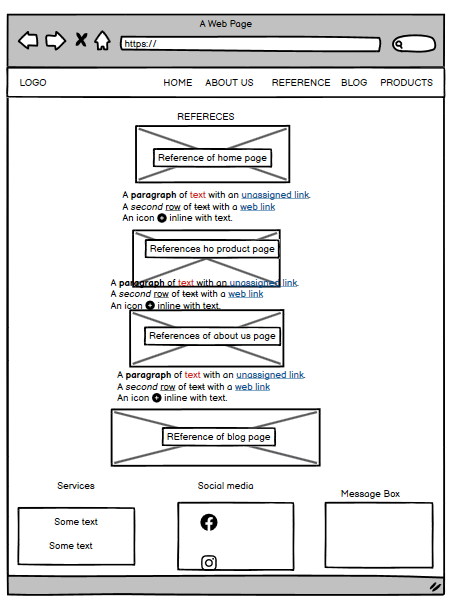 A Web Page
https://
LOGO HOME ABOUT US REFERENCE BLOG PRODUCTS
REFERECES
Reference of home page
A paragraph of text with an unassigned link.
A second row of text with a web link
An icon inline with text.
References ho product page
A paragraph of text with an unassigned link.
A second row of text with a web link
An icon inline with text.
References of about us page
A paragraph of text with an unassigned link.
A second row of text with a web link
An icon inline with text.
REference of blog page
Services
Social media
Message Box
Some text
Some text